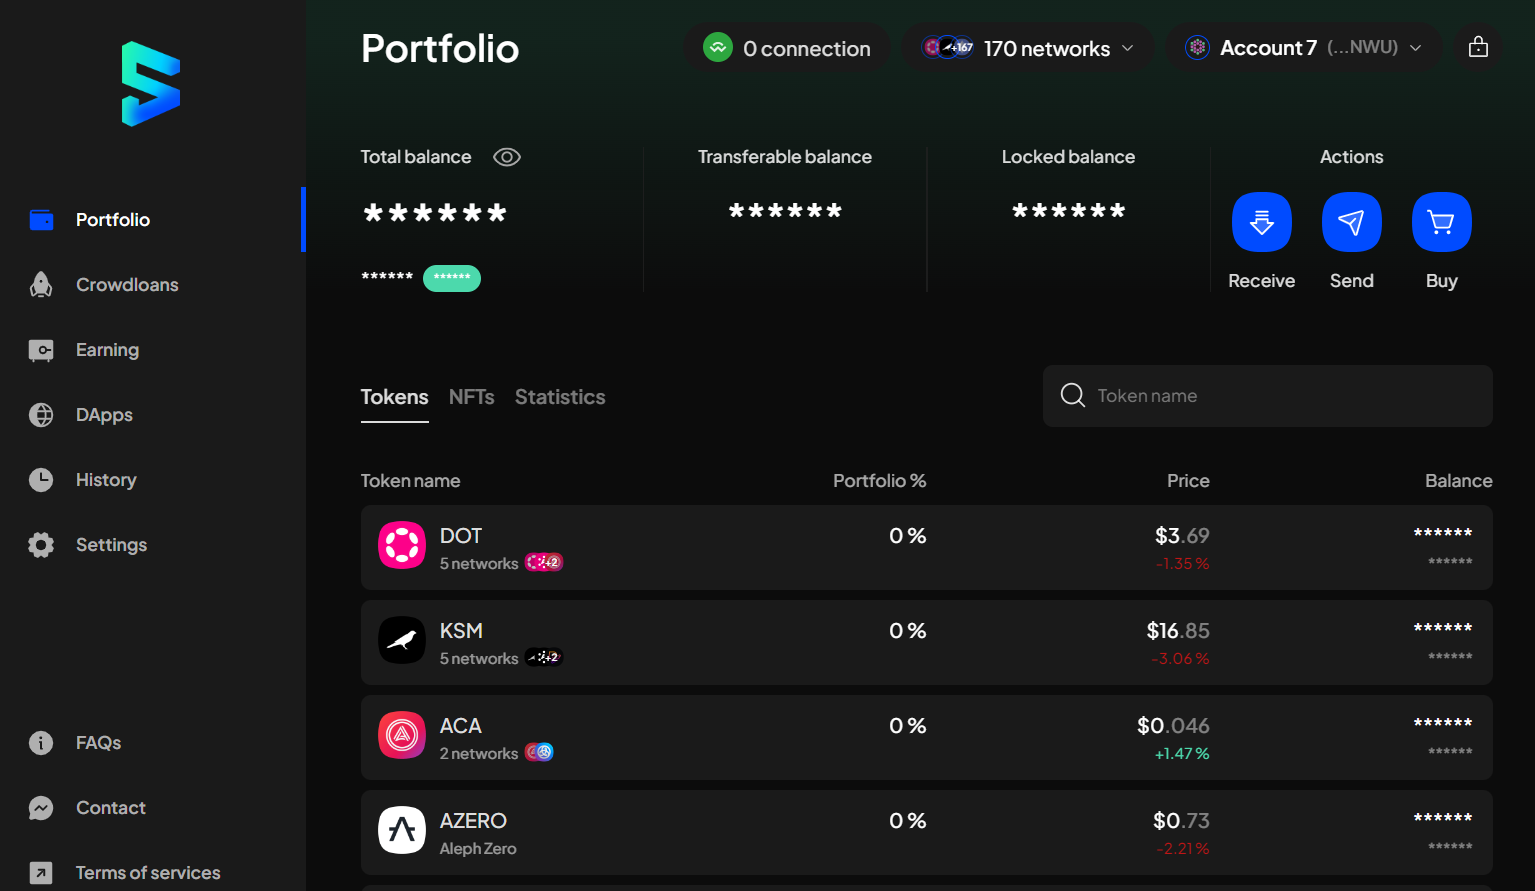 Portfolio
0 connection
+167
170 networks
Account 7 (...NWU)
Portfolio
Crowdloans
Earning
DApps
History
Settings
FAQs
Contact
Terms of services
Total balance
******
****** ******
Transferable balance
******
Locked balance
******
Actions
Receive
Send
Buy
Tokens NFTs Statistics
Token name
Token name Portfolio % Price Balance
DOT 0 % $3.69 ******
5 networks +2 -1.35 % ******
KSM 0 % $16.85 ******
5 networks +2 -3.06 % ******
ACA 0 % $0.046 ******
2 networks +1.47 % ******
AZERO 0 % $0.73 ******
Aleph Zero -2.21 % ******